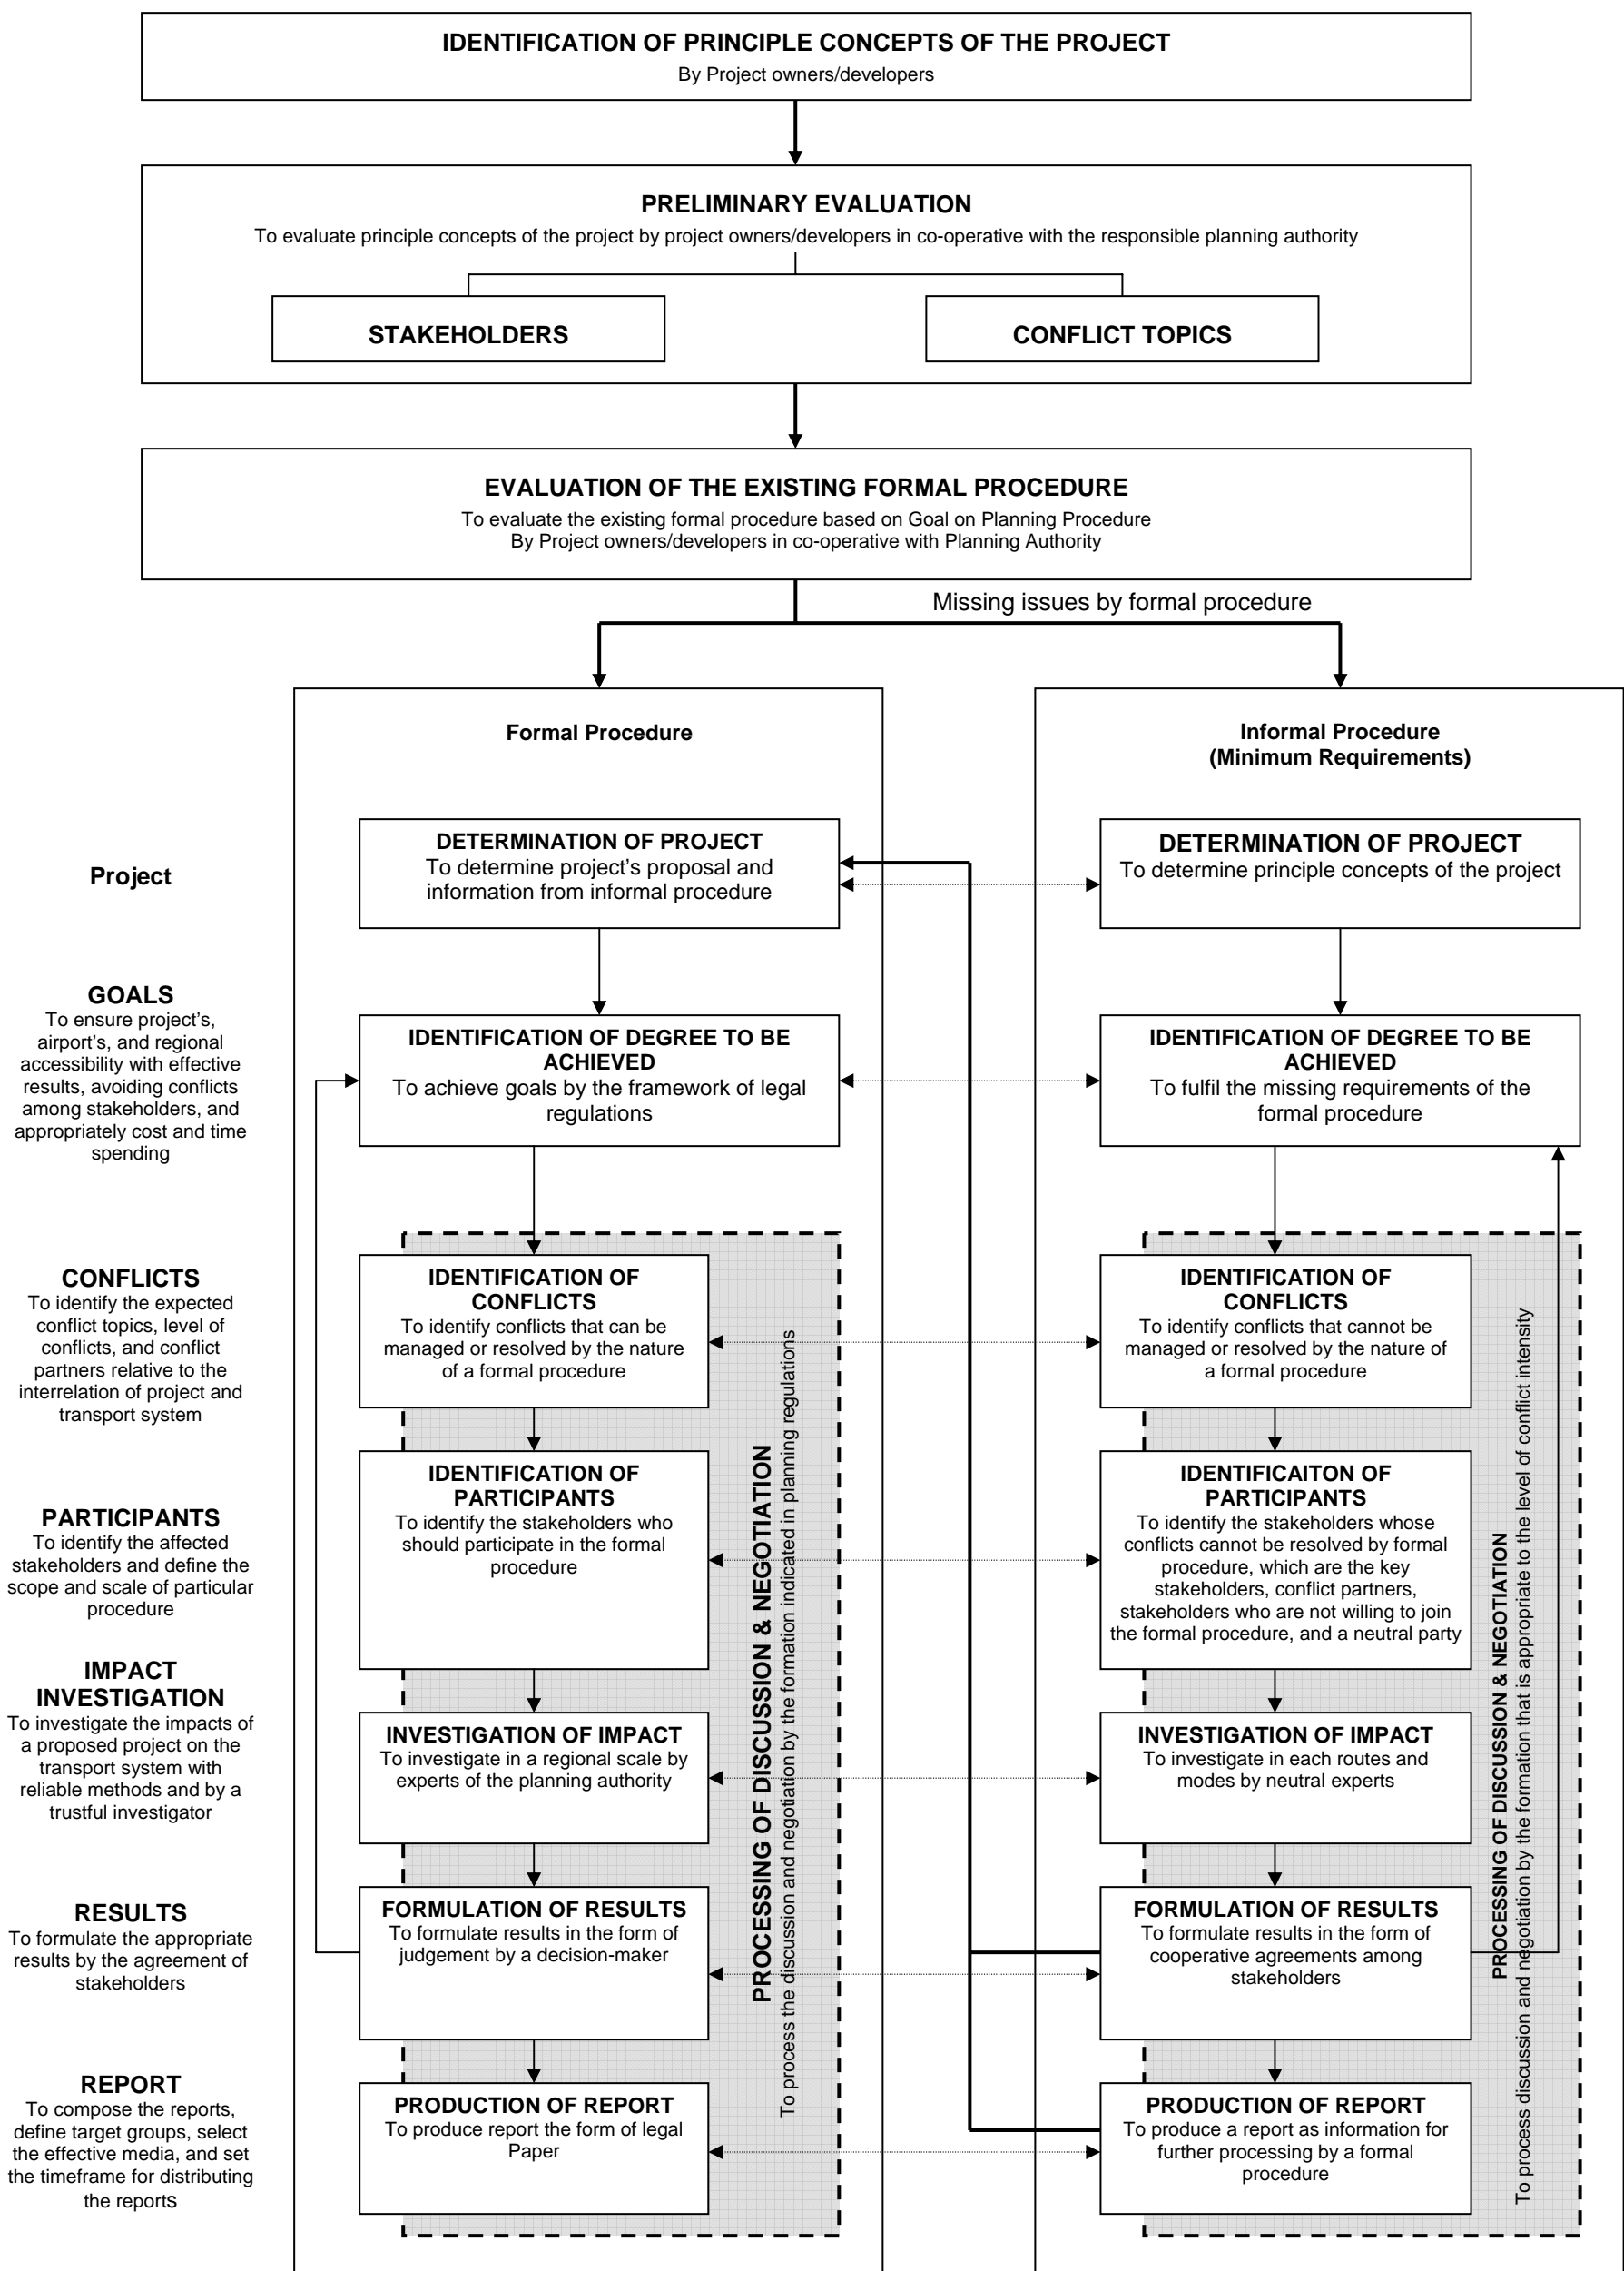 IDENTIFICATION OF PRINCIPLE CONCEPTS OF THE PROJECT
By Project owners/developers
PRELIMINARY EVALUATION
To evaluate principle concepts of the project by project owners/developers in co-operative with the responsible planning authority
STAKEHOLDERS
CONFLICT TOPICS
EVALUATION OF THE EXISTING FORMAL PROCEDURE
To evaluate the existing formal procedure based on Goal on Planning Procedure
By Project owners/developers in co-operative with Planning Authority
Missing issues by formal procedure
Formal Procedure
Informal Procedure
(Minimum Requirements)
Project
DETERMINATION OF PROJECT
To determine project's proposal and
information from informal procedure
DETERMINATION OF PROJECT
To determine principle concepts of the project
GOALS
To ensure project's,
airport's, and regional
accessibility with effective
results, avoiding conflicts
among stakeholders, and
appropriately cost and time
spending
IDENTIFICATION OF DEGREE TO BE
ACHIEVED
To achieve goals by the framework of legal
regulations
IDENTIFICATION OF DEGREE TO BE
ACHIEVED
To fulfil the missing requirements of the
formal procedure
CONFLICTS
To identify the expected
conflict topics, level of
conflicts, and conflict
partners relative to the
interrelation of project and
transport system
IDENTIFICATION OF
CONFLICTS
To identify conflicts that can be
managed or resolved by the nature
of a formal procedure
IDENTIFICATION OF
CONFLICTS
To identify conflicts that cannot be
managed or resolved by the nature of
a formal procedure
PARTICIPANTS
To identify the affected
stakeholders and define the
scope and scale of particular
procedure
IDENTIFICATION OF
PARTICIPANTS
To identify the stakeholders who
should participate in the formal
procedure
IDENTIFICAITON OF
PARTICIPANTS
To identify the stakeholders whose
conflicts cannot be resolved by formal
procedure, which are the key
stakeholders, conflict partners,
stakeholders who are not willing to join
the formal procedure, and a neutral party
IMPACT
INVESTIGATION
To investigate the impacts of
a proposed project on the
transport system with
reliable methods and by a
trustful investigator
INVESTIGATION OF IMPACT
To investigate in a regional scale by
experts of the planning authority
INVESTIGATION OF IMPACT
To investigate in each routes and
modes by neutral experts
RESULTS
To formulate the appropriate
results by the agreement of
stakeholders
FORMULATION OF RESULTS
To formulate results in the form of
judgement by a decision-maker
FORMULATION OF RESULTS
To formulate results in the form of
cooperative agreements among
stakeholders
REPORT
To compose the reports,
define target groups, select
the effective media, and set
the timeframe for distributing
the reports
PRODUCTION OF REPORT
To produce report the form of legal
Paper
PRODUCTION OF REPORT
To produce a report as information for
further processing by a formal
procedure
PROCESSING OF DISCUSSION & NEGOTIATION
To process the discussion and negotiation by the formation indicated in planning regulations
PROCESSING OF DISCUSSION & NEGOTIATION
To process discussion and negotiation by the formation that is appropriate to the level of conflict intensity